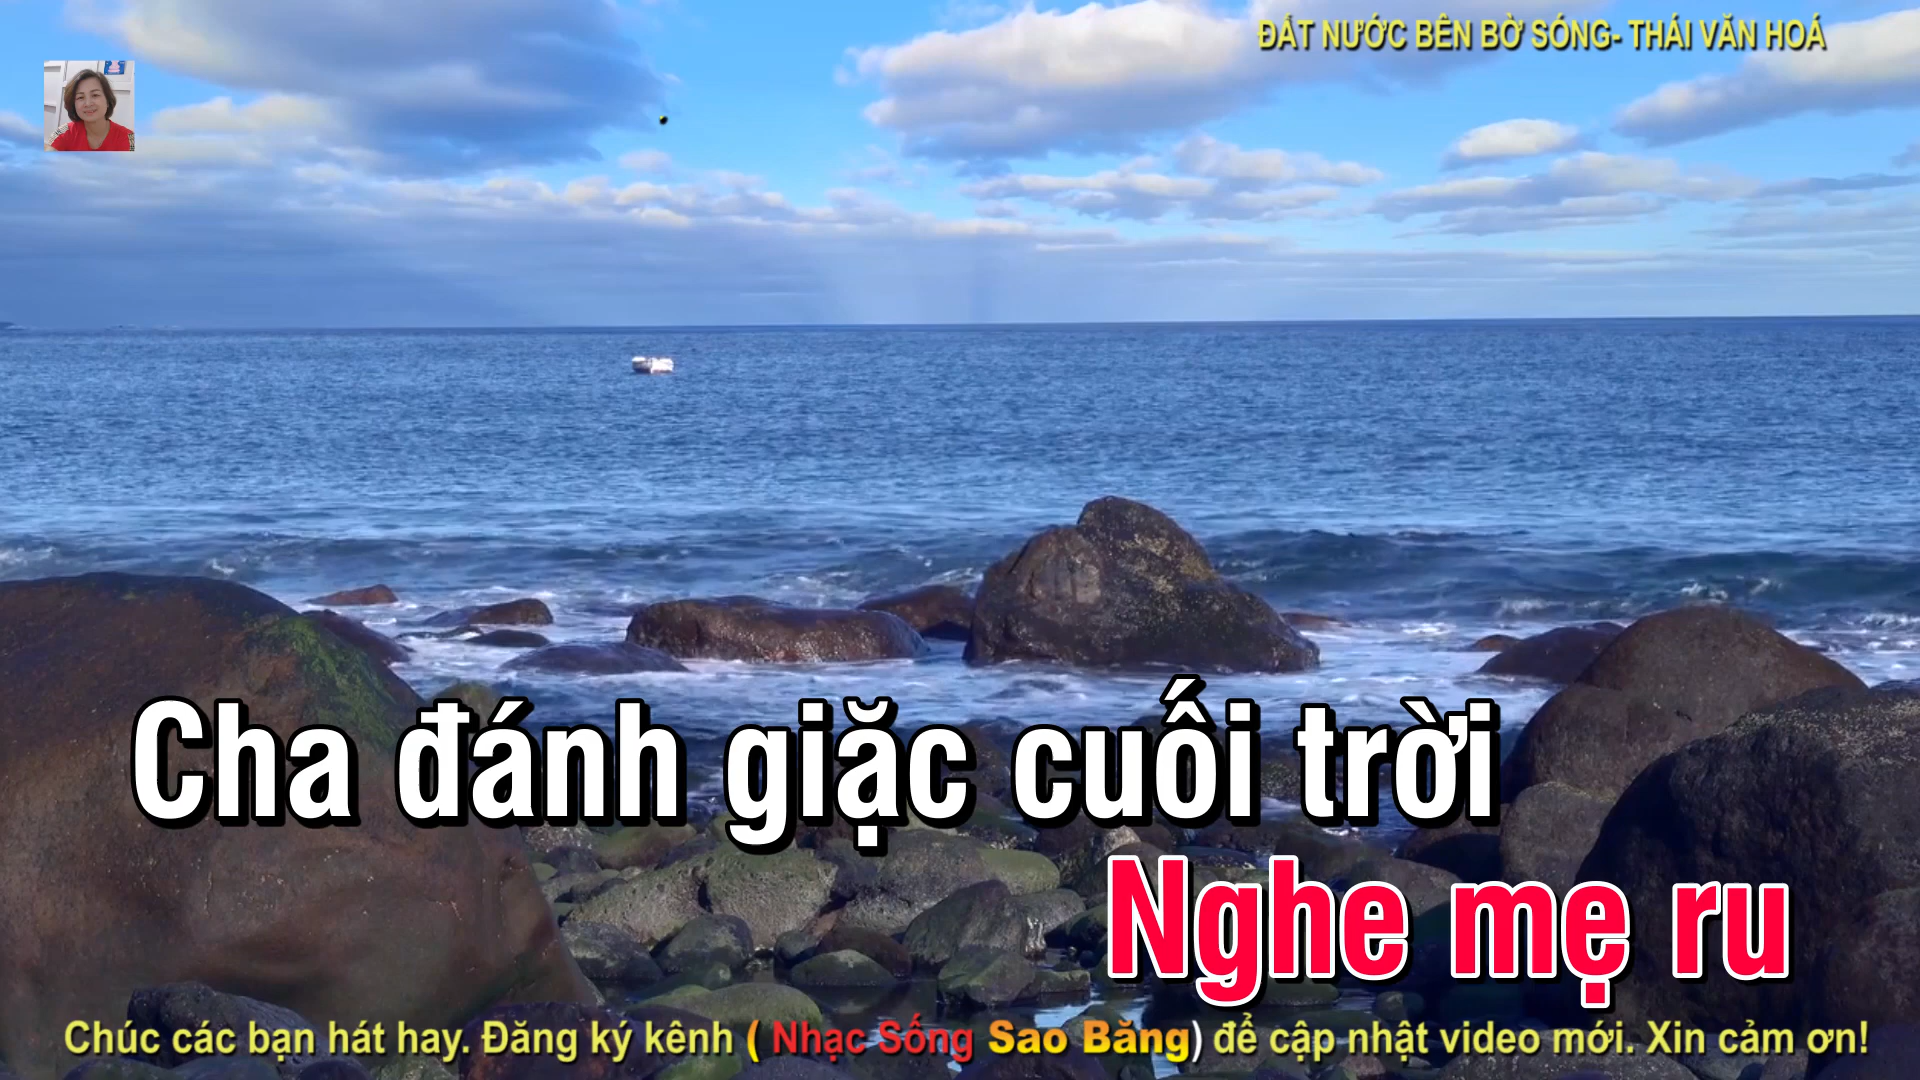 ĐẤT NƯỚC BÊN BỜ SÓNG- THÁI VĂN HOÁ
Cha đánh giặc cuối trời
Nghe mẹ ru
Chúc các bạn hát hay. Đăng ký kênh ( Nhạc Sống Sao Băng) để cập nhật video mới. Xin cảm ơn!